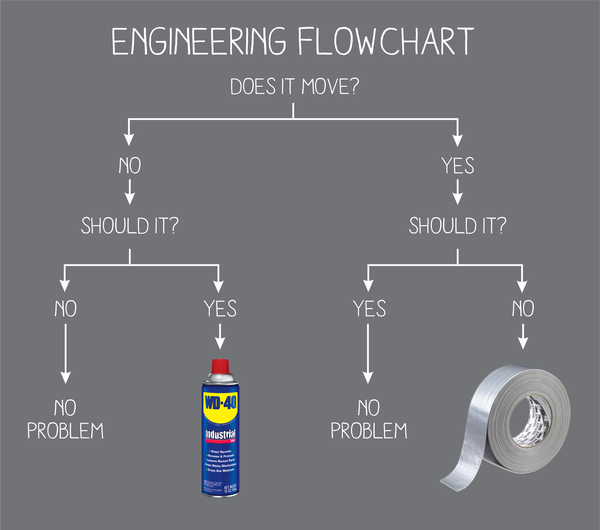 ENGINEERING FLOWCHART
DOES IT MOVE?
NO
YES
SHOULD IT?
SHOULD IT?
NO
YES
YES
NO
NO
PROBLEM
WD-40
Industrial
NO
PROBLEM